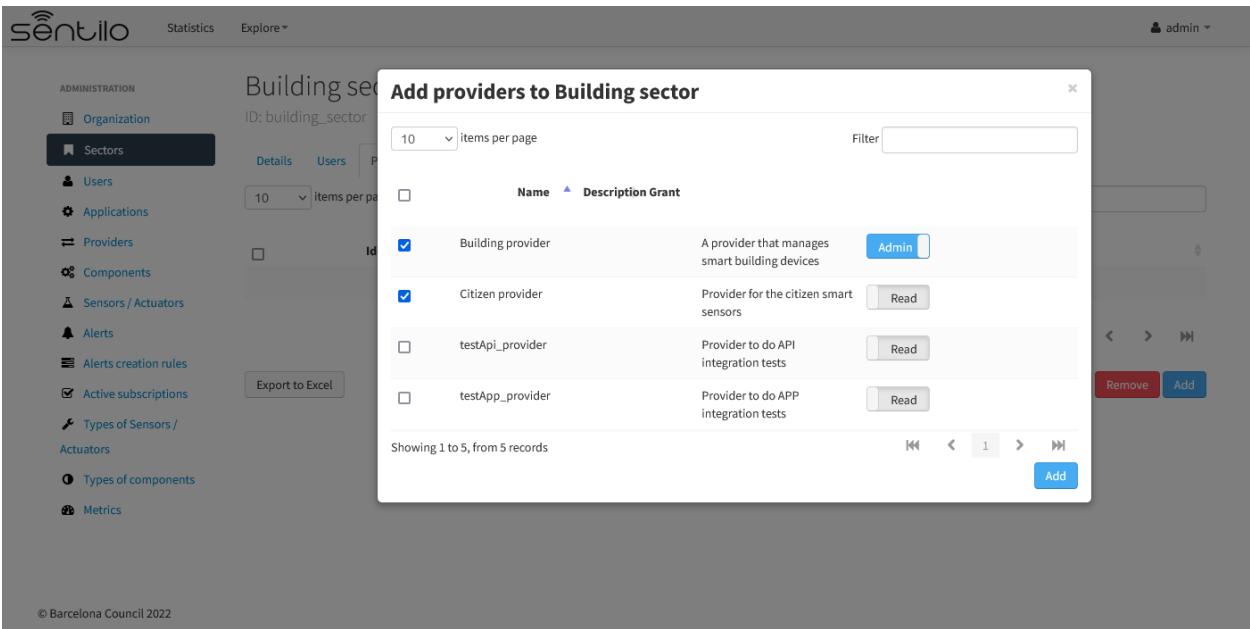 sentilo
Statistics
Explore
admin
ADMINISTRATION
Organization
Sectors
Users
Applications
Providers
Components
Sensors / Actuators
Alerts
Alerts creation rules
Active subscriptions
Types of Sensors /
Actuators
Types of components
Metrics
Building sec
ID: building_sector
Details
Users
P
10
items per pa
Id
Export to Excel
Remove
Add
Add providers to Building sector
×
10
items per page
Filter
Name
Description Grant
Building provider
A provider that manages
smart building devices
Admin
Citizen provider
Provider for the citizen smart
sensors
Read
testApi_provider
Provider to do API
integration tests
Read
testApp_provider
Provider to do APP
integration tests
Read
Showing 1 to 5, from 5 records
1
Add
© Barcelona Council 2022